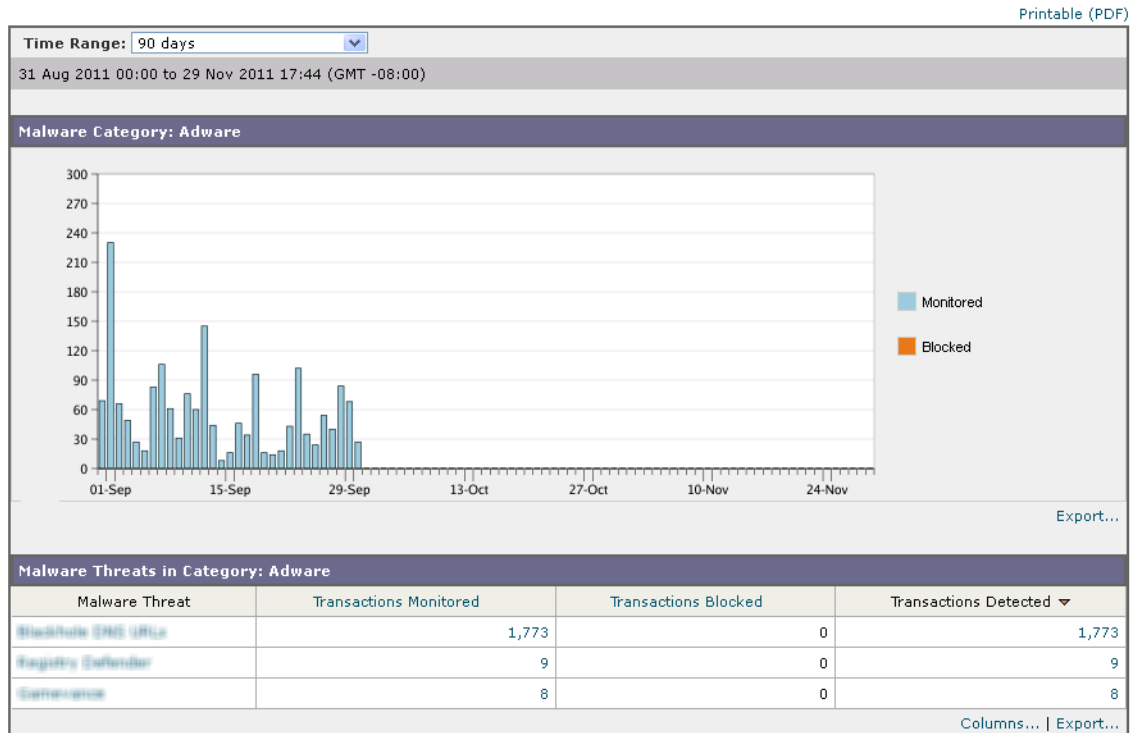 Printable (PDF)
Time Range: 90 days
31 Aug 2011 00:00 to 29 Nov 2011 17:44 (GMT -08:00)
Malware Category: Adware
300
270
240
210
180
150
120
90
60
30
0
01-Sep 15-Sep 29-Sep 13-Oct 27-Oct 10-Nov 24-Nov
Monitored
Blocked
Export...
Malware Threats in Category: Adware
Malware Threat Transactions Monitored Transactions Blocked Transactions Detected
1,773 0 1,773
9 0 9
8 0 8
Columns... | Export...